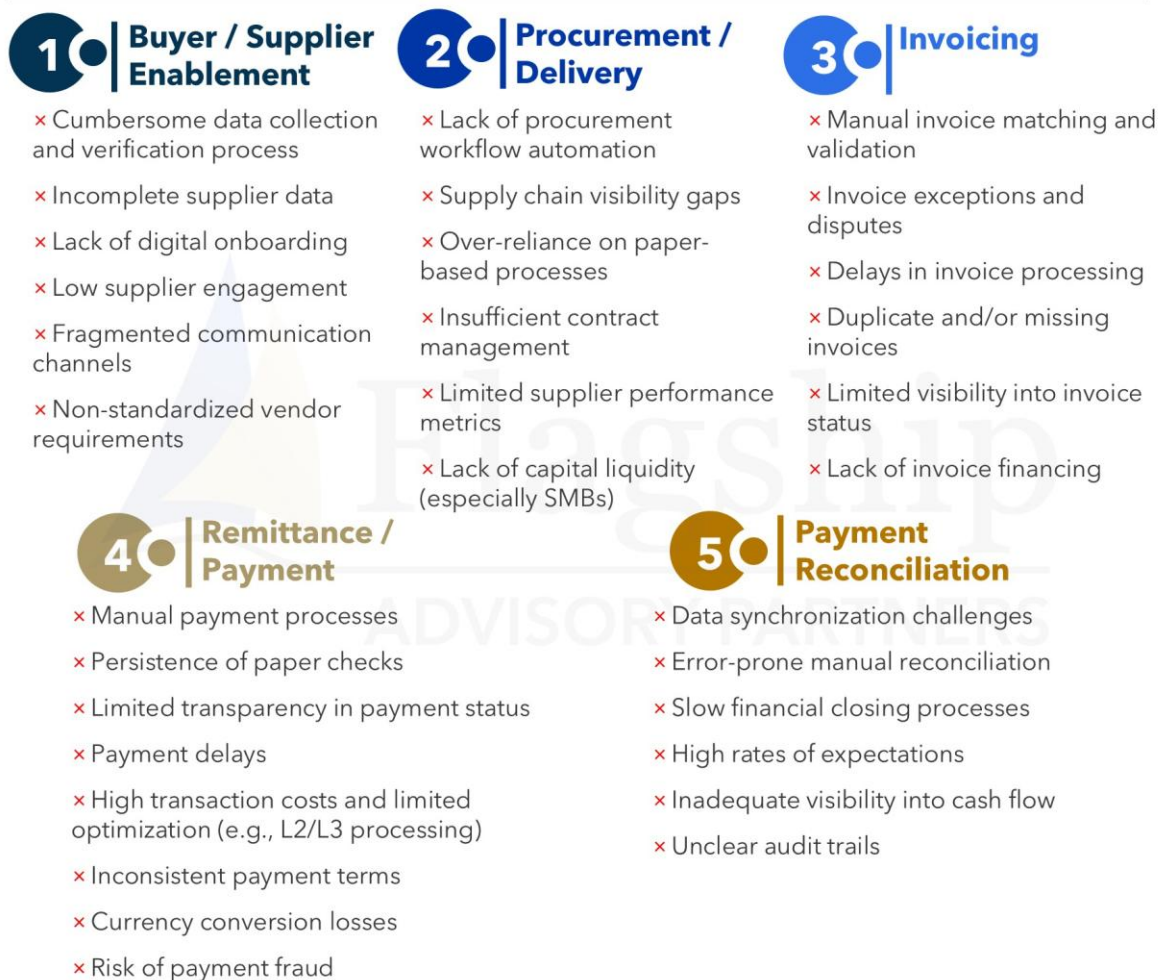 1
Buyer / Supplier
Enablement
× Cumbersome data collection
and verification process
× Incomplete supplier data
× Lack of digital onboarding
× Low supplier engagement
× Fragmented communication
channels
× Non-standardized vendor
requirements
2
Procurement /
Delivery
× Lack of procurement
workflow automation
× Supply chain visibility gaps
× Over-reliance on paper-
based processes
× Insufficient contract
management
× Limited supplier performance
metrics
× Lack of capital liquidity
(especially SMBs)
3
Invoicing
× Manual invoice matching and
validation
× Invoice exceptions and
disputes
× Delays in invoice processing
× Duplicate and/or missing
invoices
× Limited visibility into invoice
status
× Lack of invoice financing
4
Remittance /
Payment
× Manual payment processes
× Persistence of paper checks
× Limited transparency in payment status
× Payment delays
× High transaction costs and limited
optimization (e.g., L2/L3 processing)
× Inconsistent payment terms
× Currency conversion losses
× Risk of payment fraud
5
Payment
Reconciliation
× Data synchronization challenges
× Error-prone manual reconciliation
× Slow financial closing processes
× High rates of expectations
× Inadequate visibility into cash flow
× Unclear audit trails
Flagship
ADVISORY PARTNERS